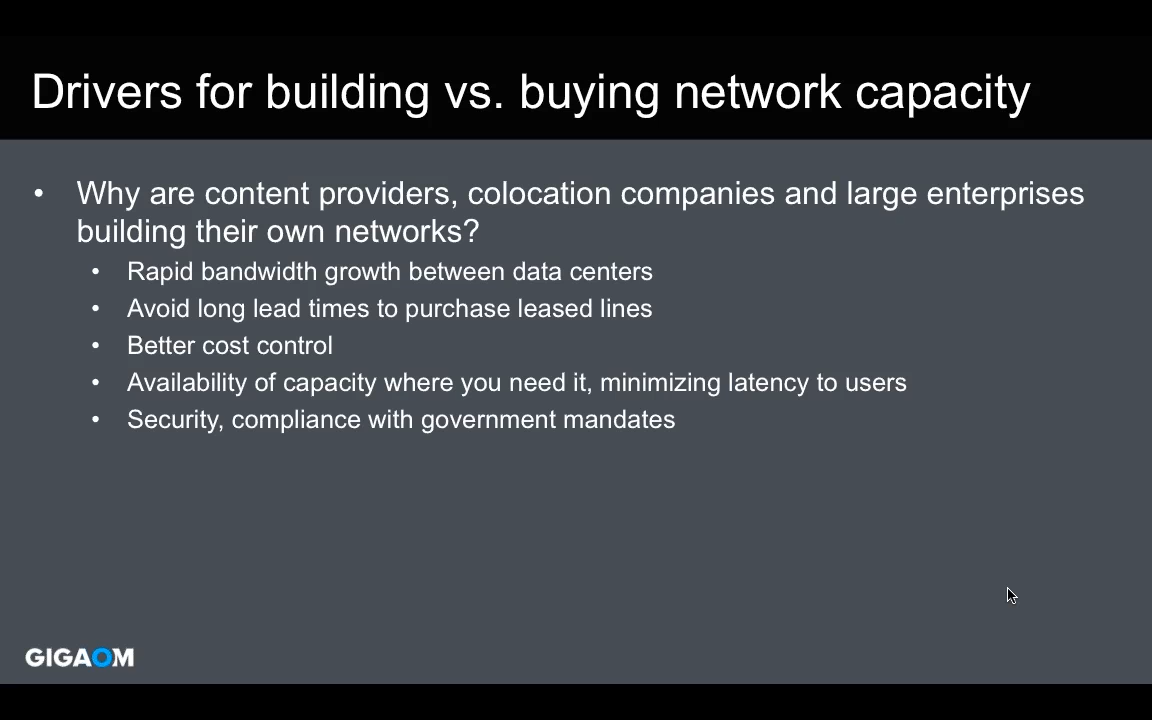 Drivers for building vs. buying network capacity
• Why are content providers, colocation companies and large enterprises
building their own networks?
• Rapid bandwidth growth between data centers
• Avoid long lead times to purchase leased lines
• Better cost control
• Availability of capacity where you need it, minimizing latency to users
• Security, compliance with government mandates
GIGAOM